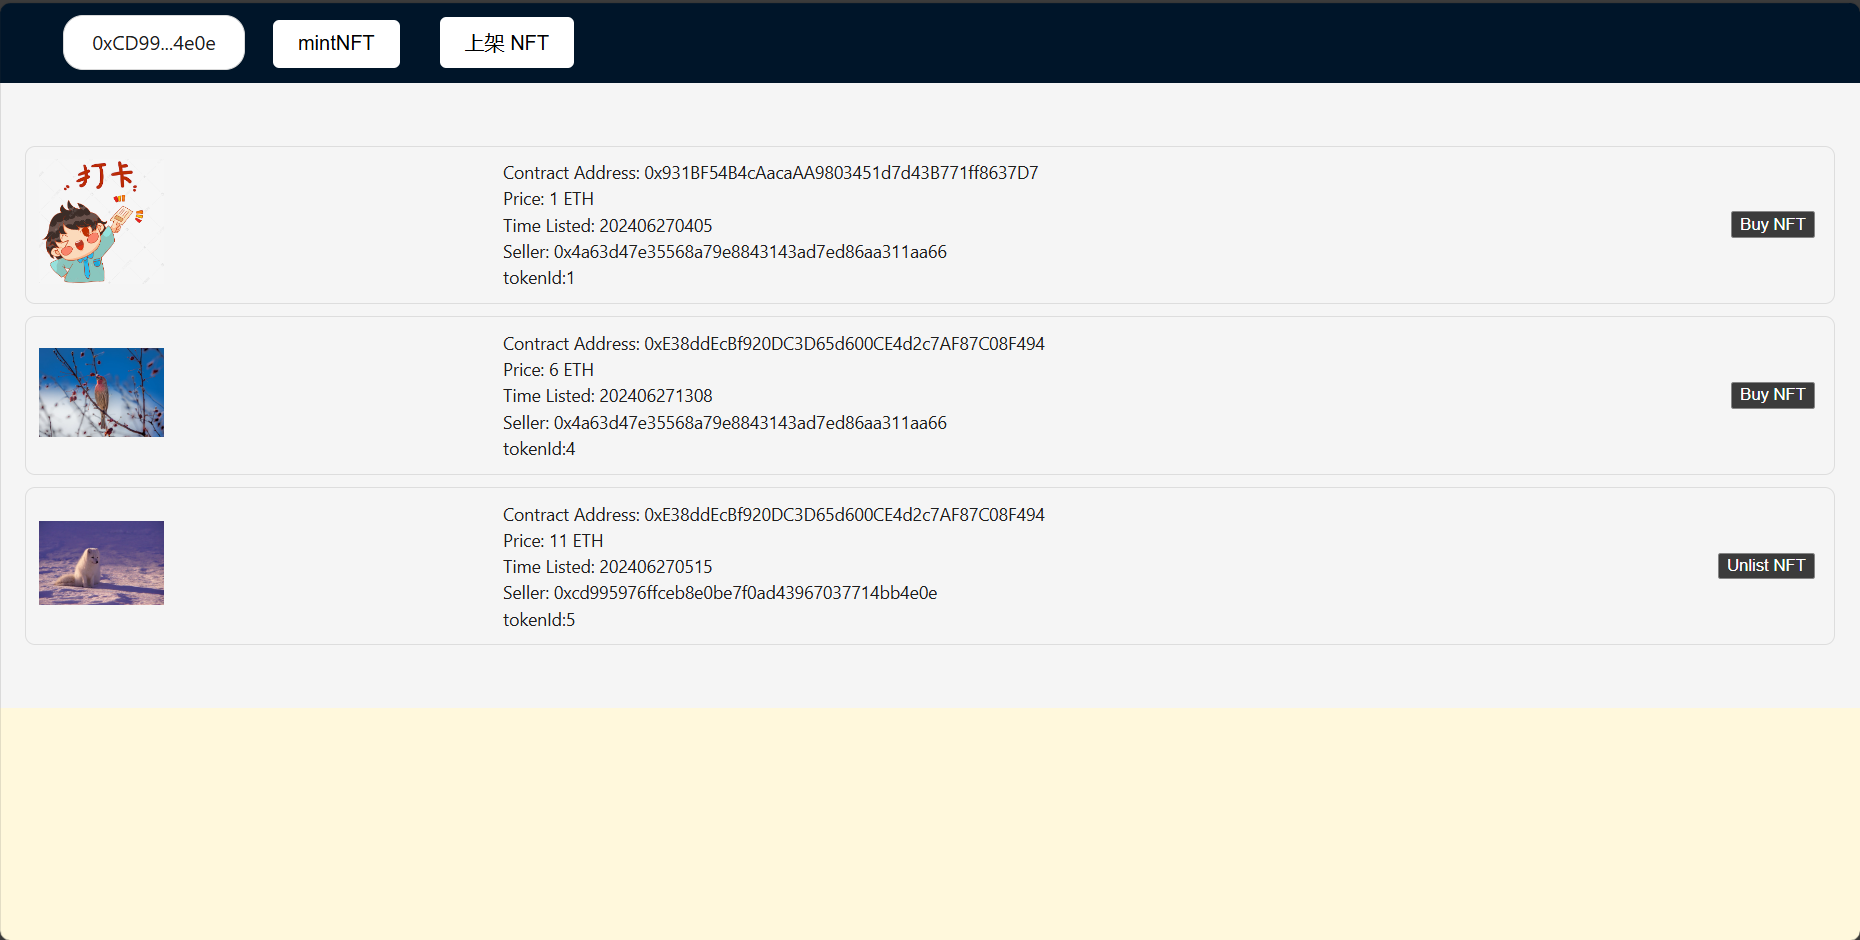 0xCD99...4e0e
mintNFT
上架 NFT
打卡
Contract Address: 0x931BF54B4cAacaAA9803451d7d43B771ff8637D7
Price: 1 ETH
Time Listed: 202406270405
Seller: 0x4a63d47e35568a79e8843143ad7ed86aa311aa66
tokenId:1
Buy NFT
Contract Address: 0xE38ddEcBf920DC3D65d600CE4d2c7AF87C08F494
Price: 6 ETH
Time Listed: 202406271308
Seller: 0x4a63d47e35568a79e8843143ad7ed86aa311aa66
tokenId:4
Buy NFT
Contract Address: 0xE38ddEcBf920DC3D65d600CE4d2c7AF87C08F494
Price: 11 ETH
Time Listed: 202406270515
Seller: 0xcd995976ffceb8e0be7f0ad43967037714bb4e0e
tokenId:5
Unlist NFT